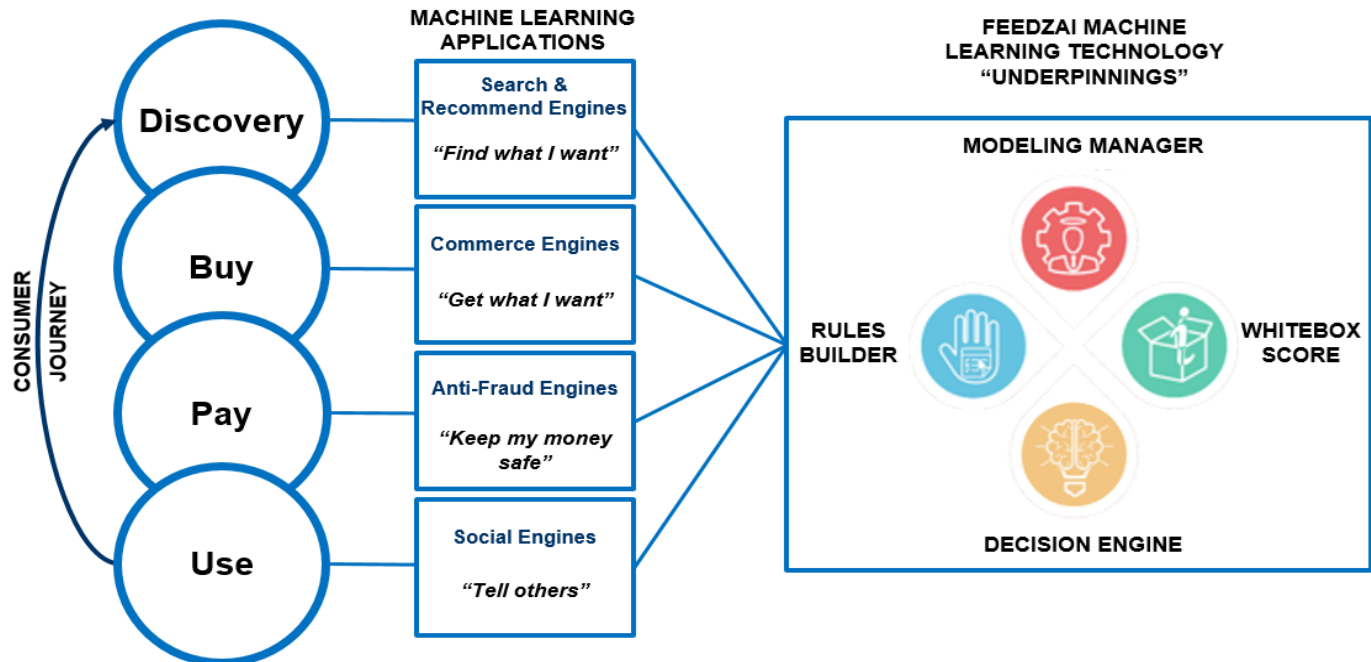 MACHINE LEARNING
APPLICATIONS
FEEDZAI MACHINE
LEARNING TECHNOLOGY
“UNDERPINNINGS”
CONSUMER
JOURNEY
Discovery
Buy
Pay
Use
Search &
Recommend Engines
“Find what I want”
Commerce Engines
“Get what I want”
Anti-Fraud Engines
“Keep my money
safe”
Social Engines
“Tell others”
MODELING MANAGER
RULES
BUILDER
WHITEBOX
SCORE
DECISION ENGINE